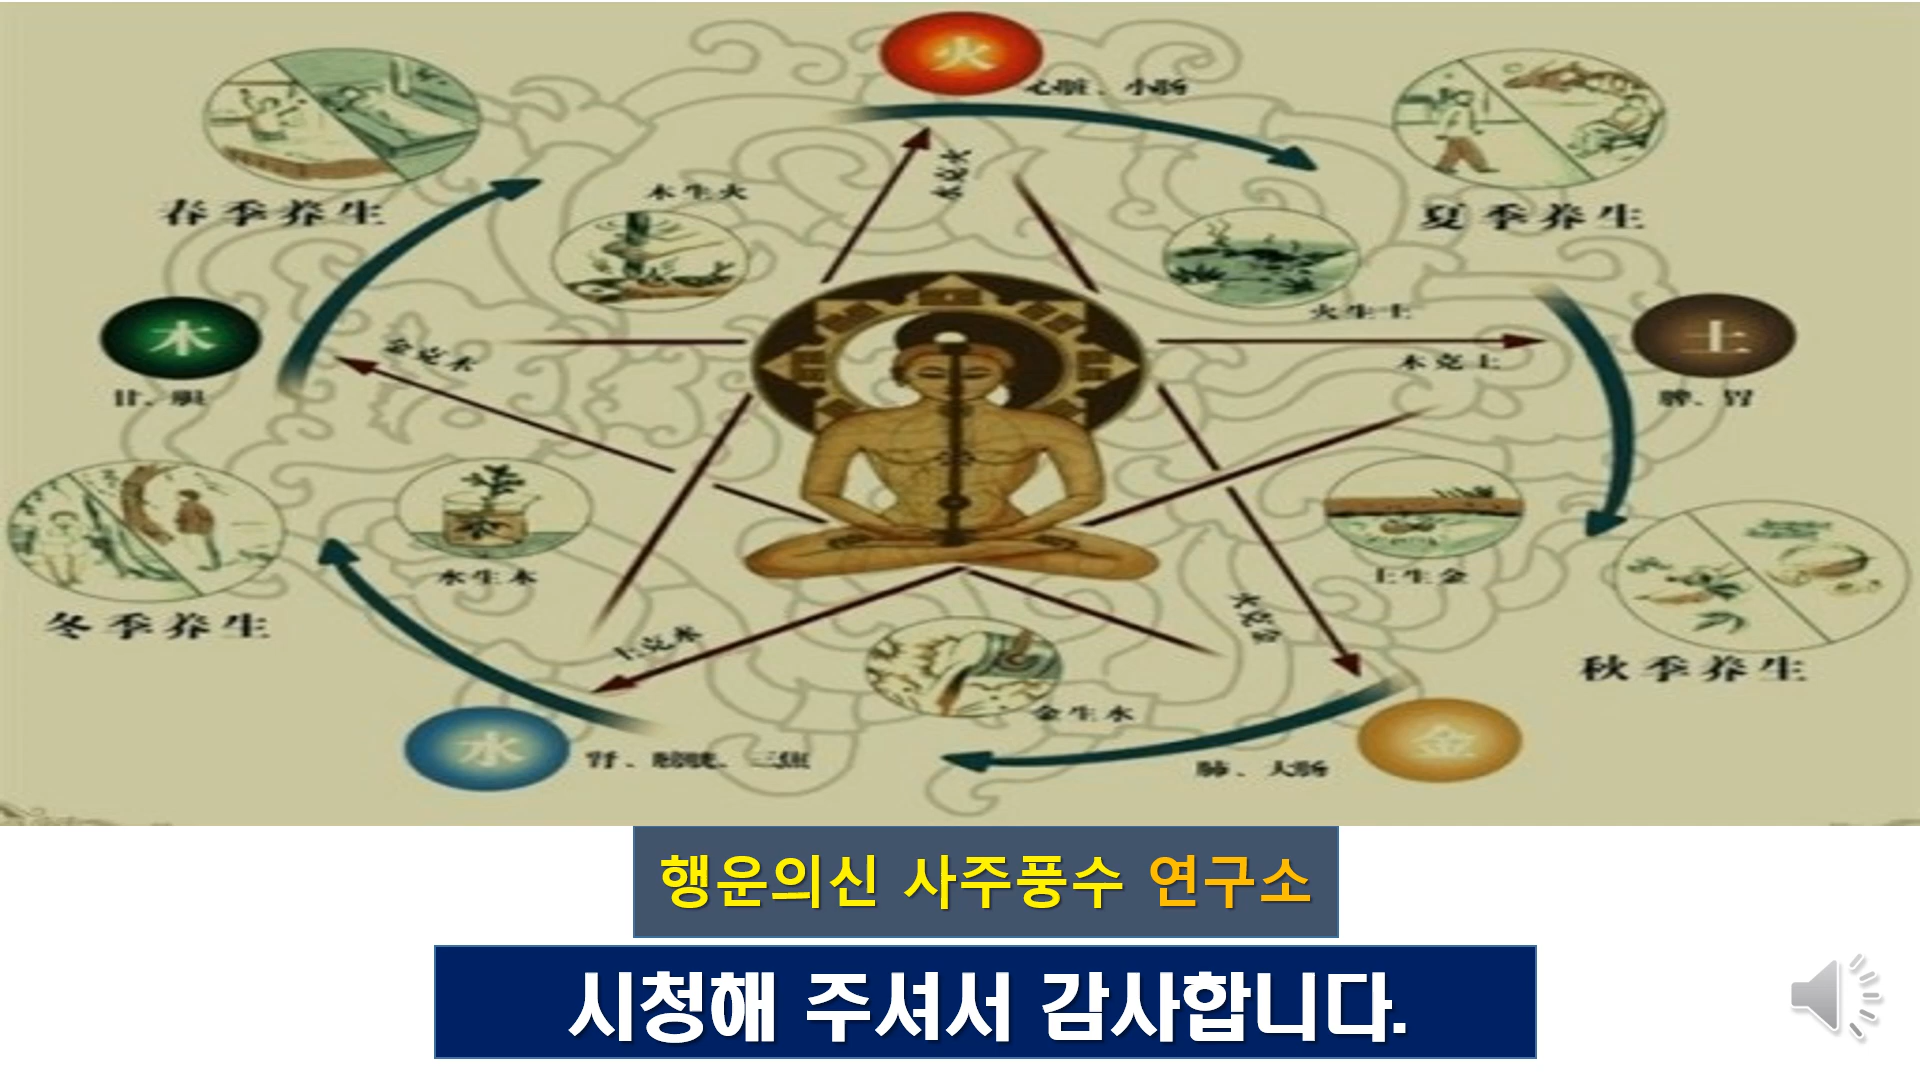 火
心脏、小肠
春季养生
木生火
水克火
夏季养生
木
金克木
火生土
木克土
土
脾、胃
水生木
土生金
冬季养生
秋季养生
金生水
水
肾、膀胱、三焦
肺、大肠
金
행운의신 사주풍수 연구소
시청해 주셔서 감사합니다.